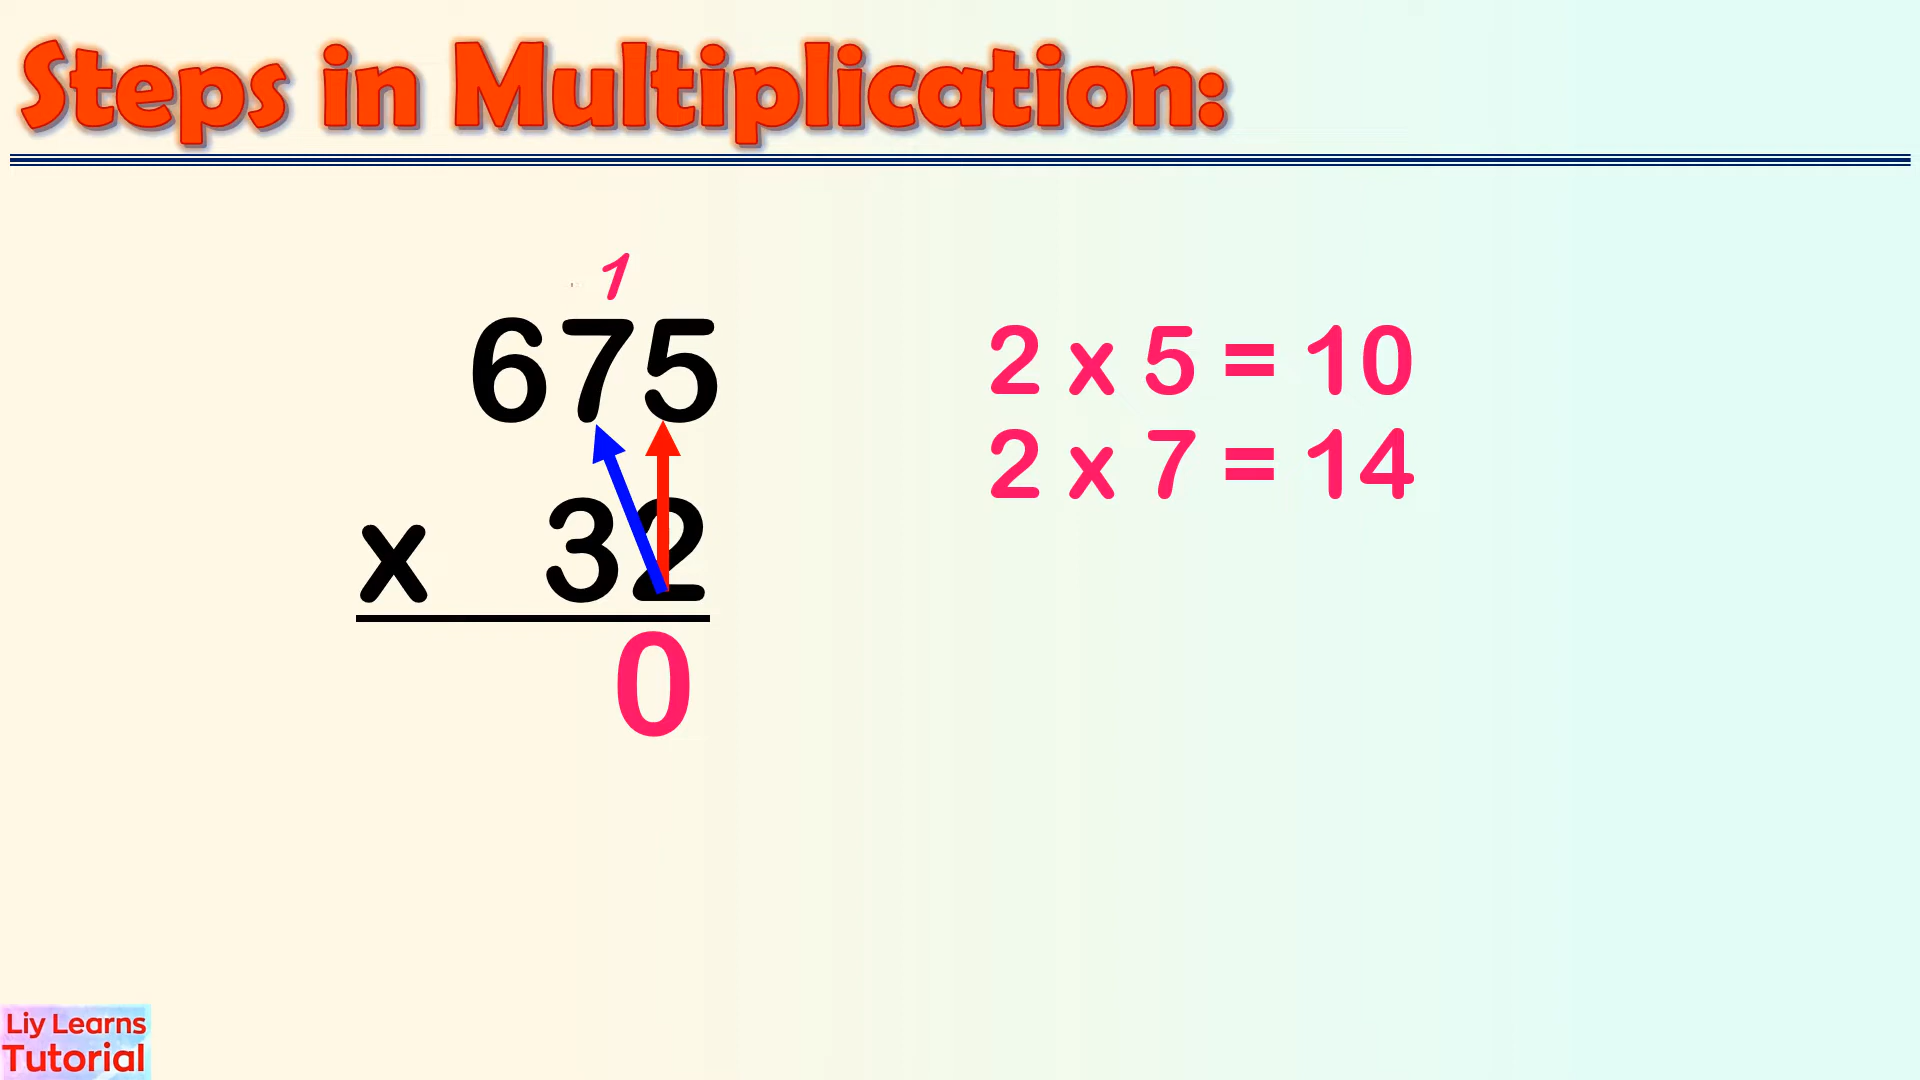 Steps in Multiplication:
1
675
x 32
0
2 x 5 = 10
2 x 7 = 14
Liy Learns
Tutorial